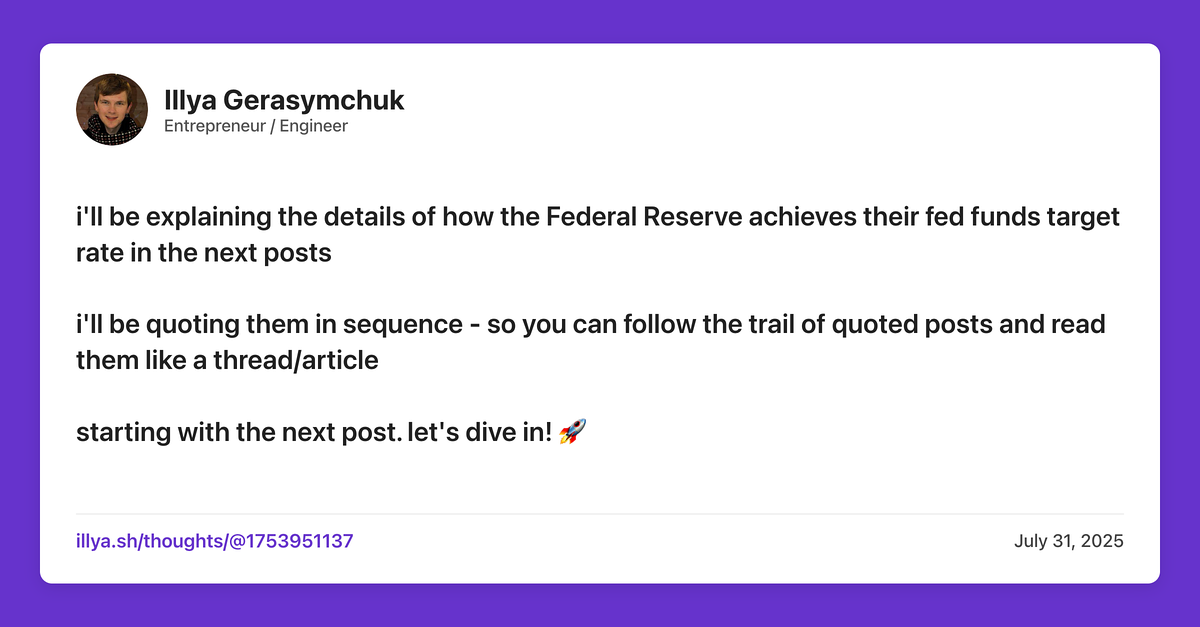 Illya Gerasymchuk
Entrepreneur / Engineer
i'll be explaining the details of how the Federal Reserve achieves their fed funds target
rate in the next posts
i'll be quoting them in sequence - so you can follow the trail of quoted posts and read
them like a thread/article
starting with the next post. let's dive in! 🚀
illya.sh/thoughts/@1753951137
July 31, 2025